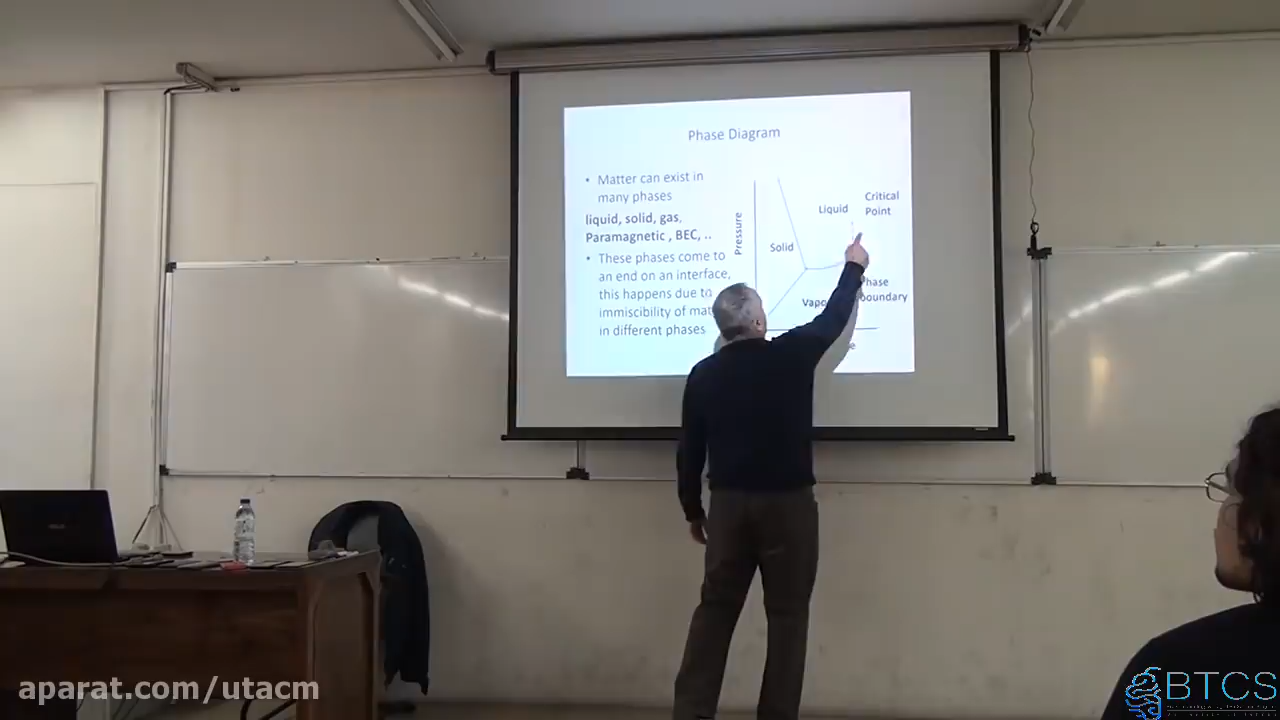 Phase Diagram
• Matter can exist in
many phases
liquid, solid, gas,
Paramagnetic , BEC, ..
• These phases come to
an end on an interface,
this happens due to
immiscibility of
in different phases
Pressure
Solid
Liquid
Critical
Point
Phase
boundary
aparat.com/utacm
BTCS